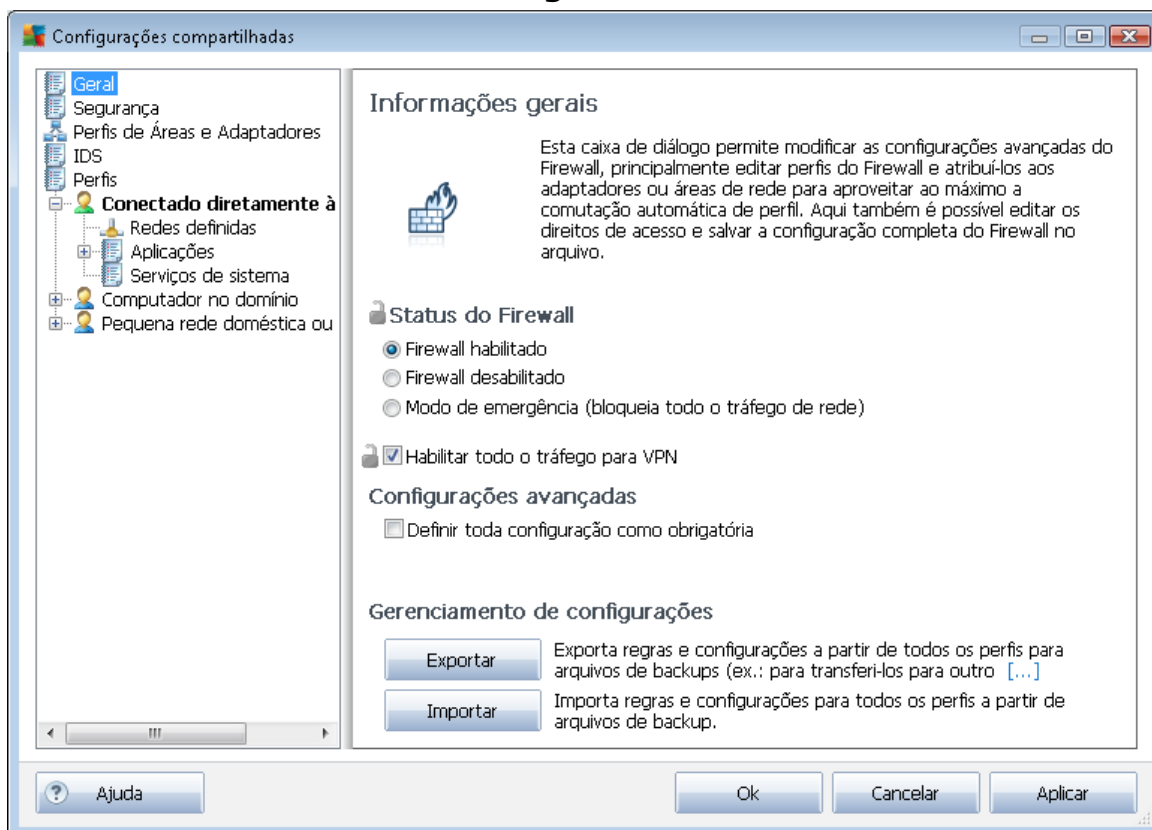 Configurações compartilhadas
Geral
Segurança
Perfis de Áreas e Adaptadores
IDS
Perfis
Conectado diretamente à
Redes definidas
Aplicações
Serviços de sistema
Computador no domínio
Pequena rede doméstica ou
Informações gerais
Esta caixa de diálogo permite modificar as configurações avançadas do
Firewall, principalmente editar perfis do Firewall e atribuí-los aos
adaptadores ou áreas de rede para aproveitar ao máximo a
comutação automática de perfil. Aqui também é possível editar os
direitos de acesso e salvar a configuração completa do Firewall no
arquivo.
Status do Firewall
Firewall habilitado
Firewall desabilitado
Modo de emergência (bloqueia todo o tráfego de rede)
Habilitar todo o tráfego para VPN
Configurações avançadas
Definir toda configuração como obrigatória
Gerenciamento de configurações
Exportar
Exporta regras e configurações a partir de todos os perfis para
arquivos de backups (ex.: para transferi-los para outro [...]
Importar
Importa regras e configurações para todos os perfis a partir de
arquivos de backup.
Ajuda
Ok
Cancelar
Aplicar